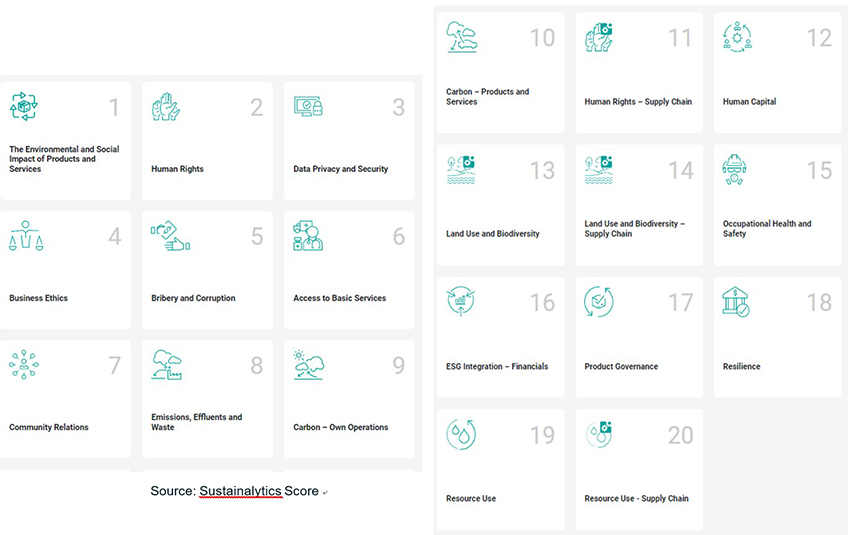 1
The Environmental and Social
Impact of Products and
Services
2
Human Rights
3
Data Privacy and Security
4
Business Ethics
5
Bribery and Corruption
6
Access to Basic Services
7
Community Relations
8
Emissions, Effluents and
Waste
9
Carbon – Own Operations
Source: Sustainalytics Score
10
Carbon – Products and
Services
11
Human Rights – Supply Chain
12
Human Capital
13
Land Use and Biodiversity
14
Land Use and Biodiversity –
Supply Chain
15
Occupational Health and
Safety
16
ESG Integration – Financials
17
Product Governance
18
Resilience
19
Resource Use
20
Resource Use - Supply Chain